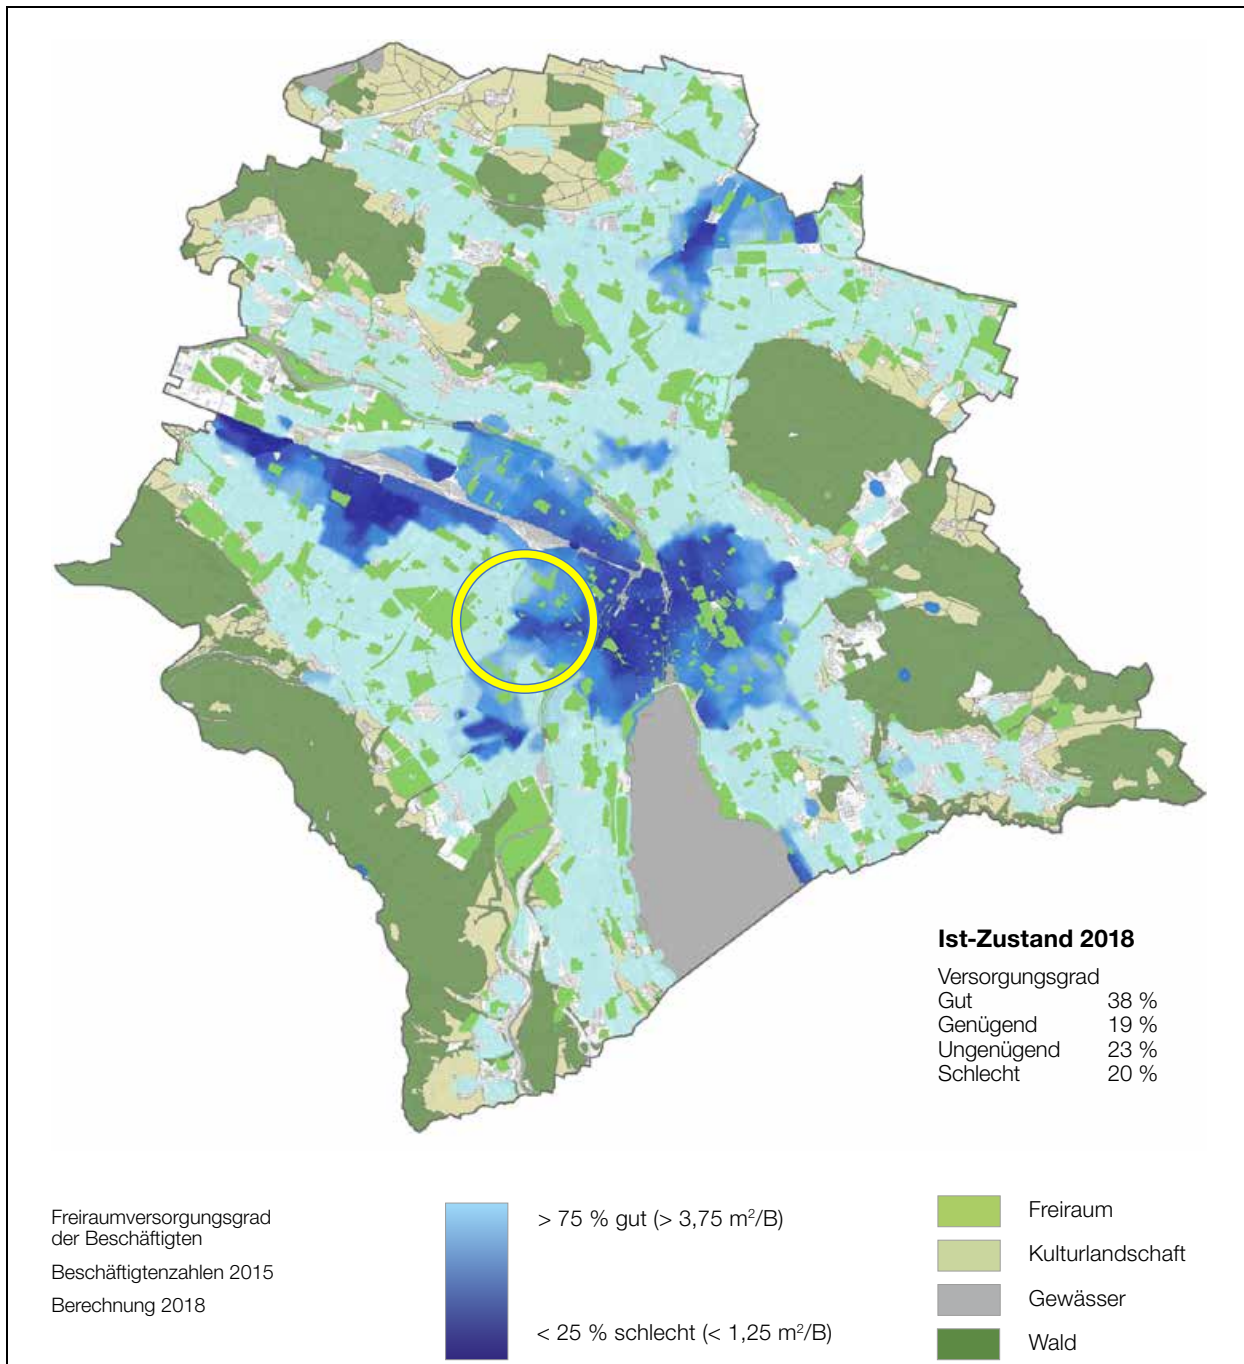 Ist-Zustand 2018
Versorgungsgrad
Gut 38 %
Genügend 19 %
Ungenügend 23 %
Schlecht 20 %
Freiraumversorgungsgrad
der Beschäftigten
Beschäftigtenzahlen 2015
Berechnung 2018
> 75 % gut (> 3,75 m²/B)
< 25 % schlecht (< 1,25 m²/B)
Freiraum
Kulturlandschaft
Gewässer
Wald